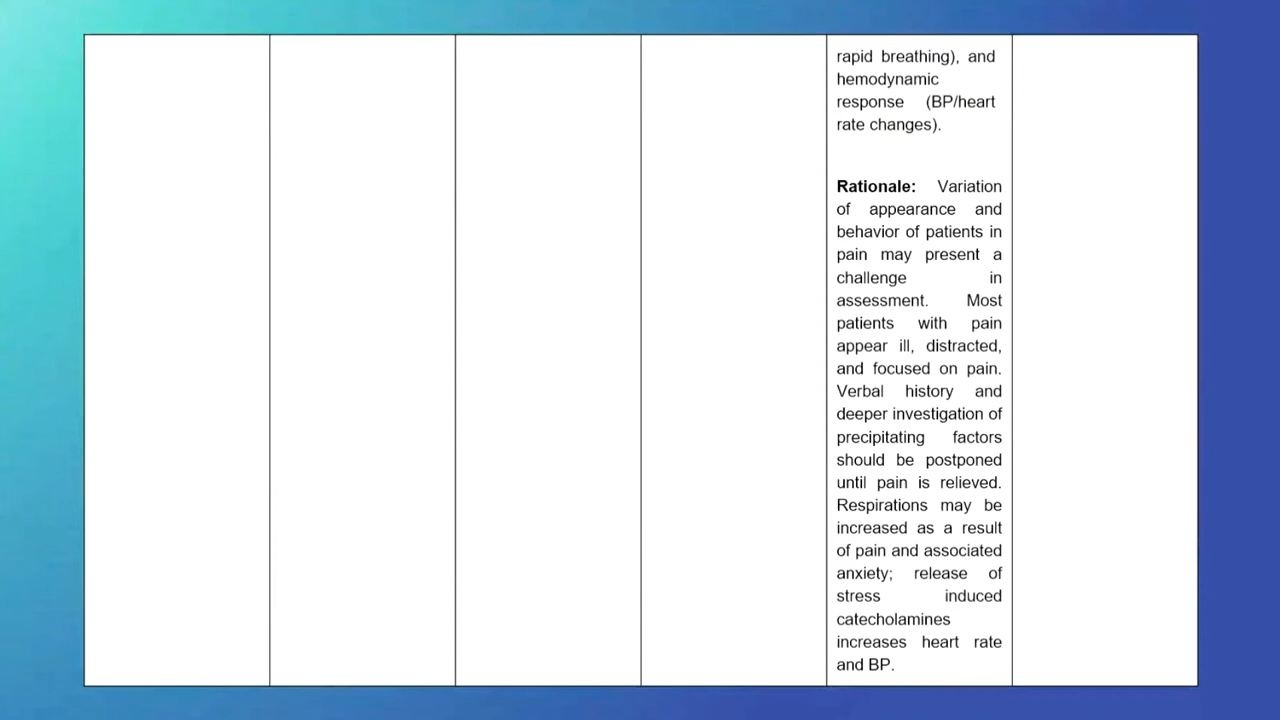 rapid breathing), and
hemodynamic
response (BP/heart
rate changes).
Rationale: Variation
of appearance and
behavior of patients in
pain may present a
challenge in
assessment. Most
patients with pain
appear ill, distracted,
and focused on pain.
Verbal history and
deeper investigation of
precipitating factors
should be postponed
until pain is relieved.
Respirations may be
increased as a result
of pain and associated
anxiety; release of
stress induced
catecholamines
increases heart rate
and BP.